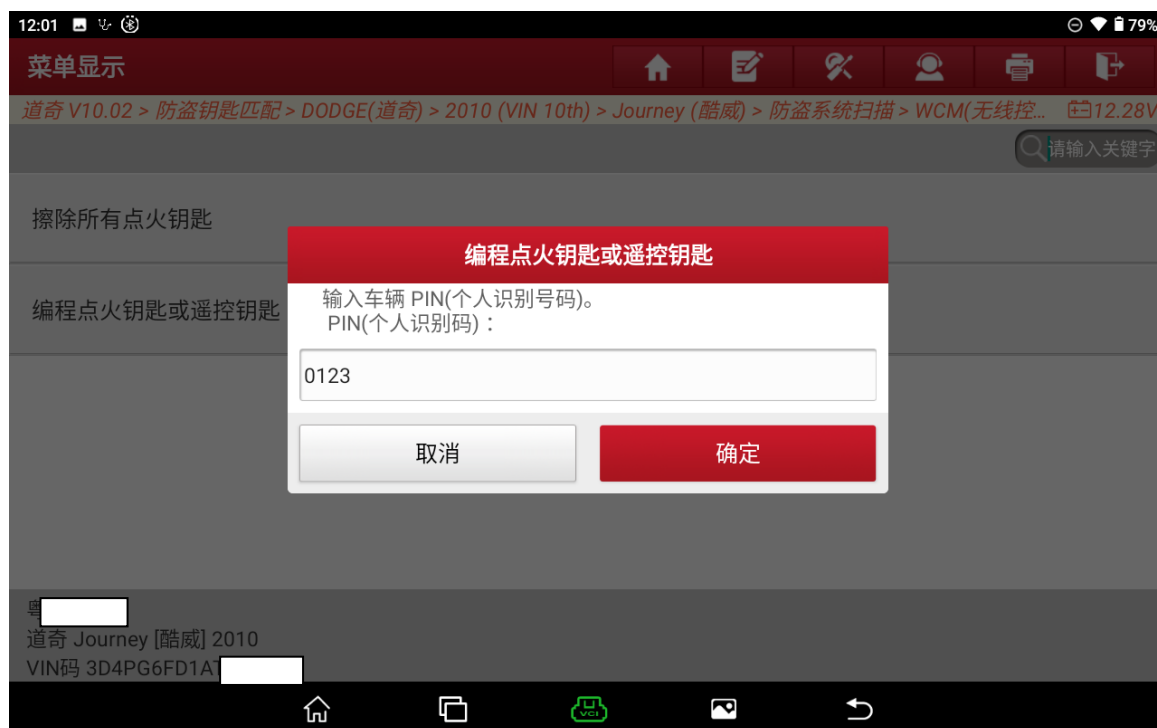 12:01 79%
菜单显示
道奇 V10.02 > 防盗钥匙匹配 > DODGE(道奇) > 2010 (VIN 10th) > Journey (酷威) > 防盗系统扫描 > WCM(无线控... 12.28V
请输入关键字
擦除所有点火钥匙
编程点火钥匙或遥控钥匙
编程点火钥匙或遥控钥匙
输入车辆 PIN(个人识别号码)。
PIN(个人识别码)：
0123
取消 确定
粤
道奇 Journey [酷威] 2010
VIN码 3D4PG6FD1AT
VCI